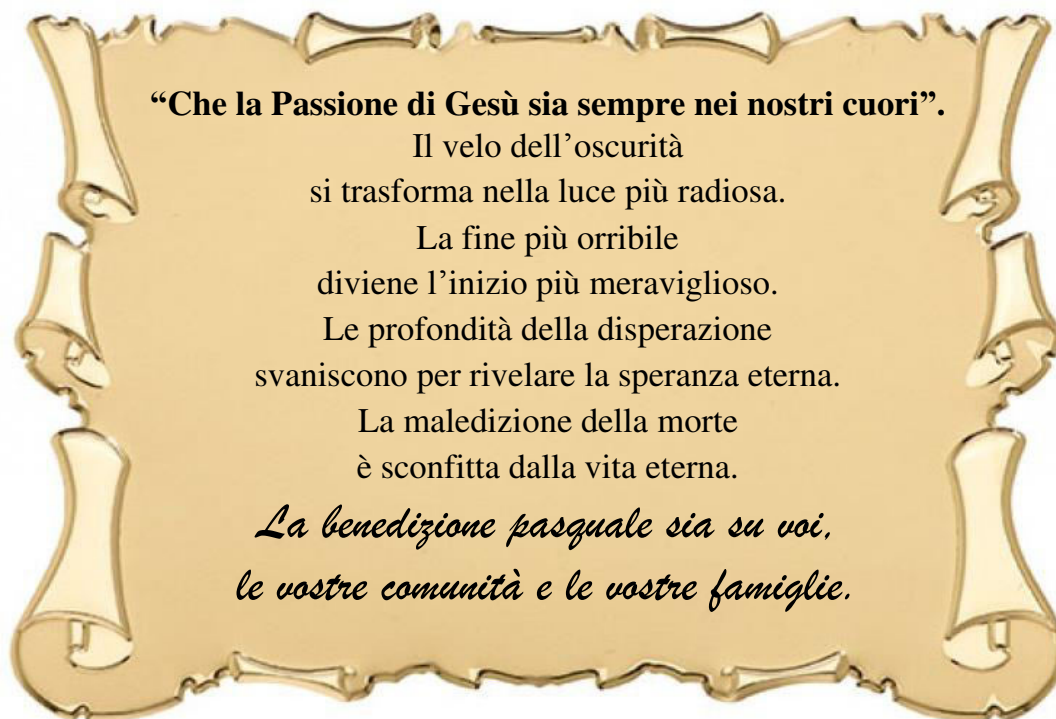 “Che la Passione di Gesù sia sempre nei nostri cuori”.
Il velo dell’oscurità
si trasforma nella luce più radiosa.
La fine più orribile
diviene l’inizio più meraviglioso.
Le profondità della disperazione
svaniscono per rivelare la speranza eterna.
La maledizione della morte
è sconfitta dalla vita eterna.
La benedizione pasquale sia su voi,
le vostre comunità e le vostre famiglie.